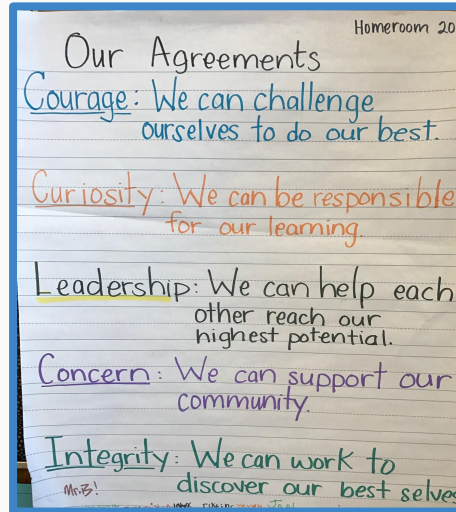 Homeroom 20
Our Agreements
Courage: We can challenge
ourselves to do our best.
Curiosity: We can be responsible
for our learning.
Leadership: We can help each
other reach our
highest potential.
Concern: We can support our
community.
Integrity: We can work to
discover our best selves
Mr. B!